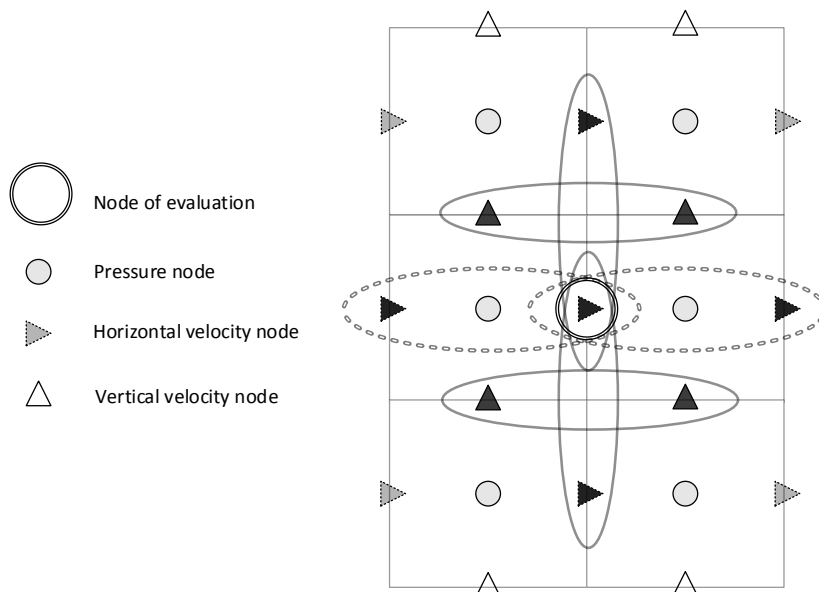 Node of evaluation
Pressure node
Horizontal velocity node
Vertical velocity node